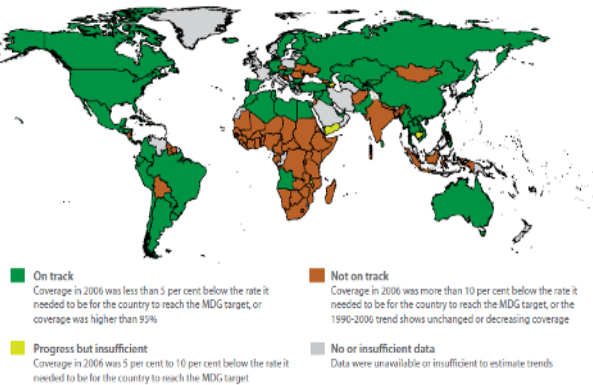 On track
Coverage in 2006 was less than 5 per cent below the rate it
needed to be for the country to reach the MDG target, or
coverage was higher than 95%
Progress but insufficient
Coverage in 2006 was 5 per cent to 10 per cent below the rate it
needed to be for the country to reach the MDG target
Not on track
Coverage in 2006 was more than 10 per cent below the rate it
needed to be for the country to reach the MDG target, or the
1990-2006 trend shows unchanged or decreasing coverage
No or insufficient data
Data were unavailable or insufficient to estimate trends